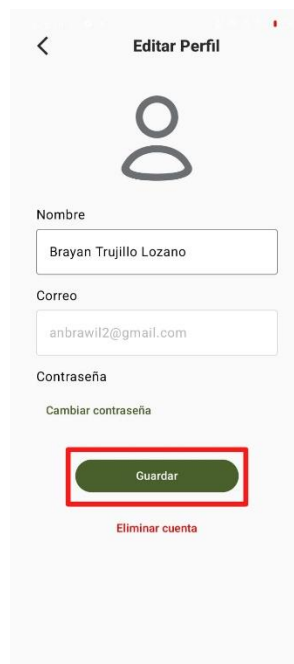 Editar Perfil
Nombre
Brayan Trujillo Lozano
Correo
anbrawil2@gmail.com
Contraseña
Cambiar contraseña
Guardar
Eliminar cuenta